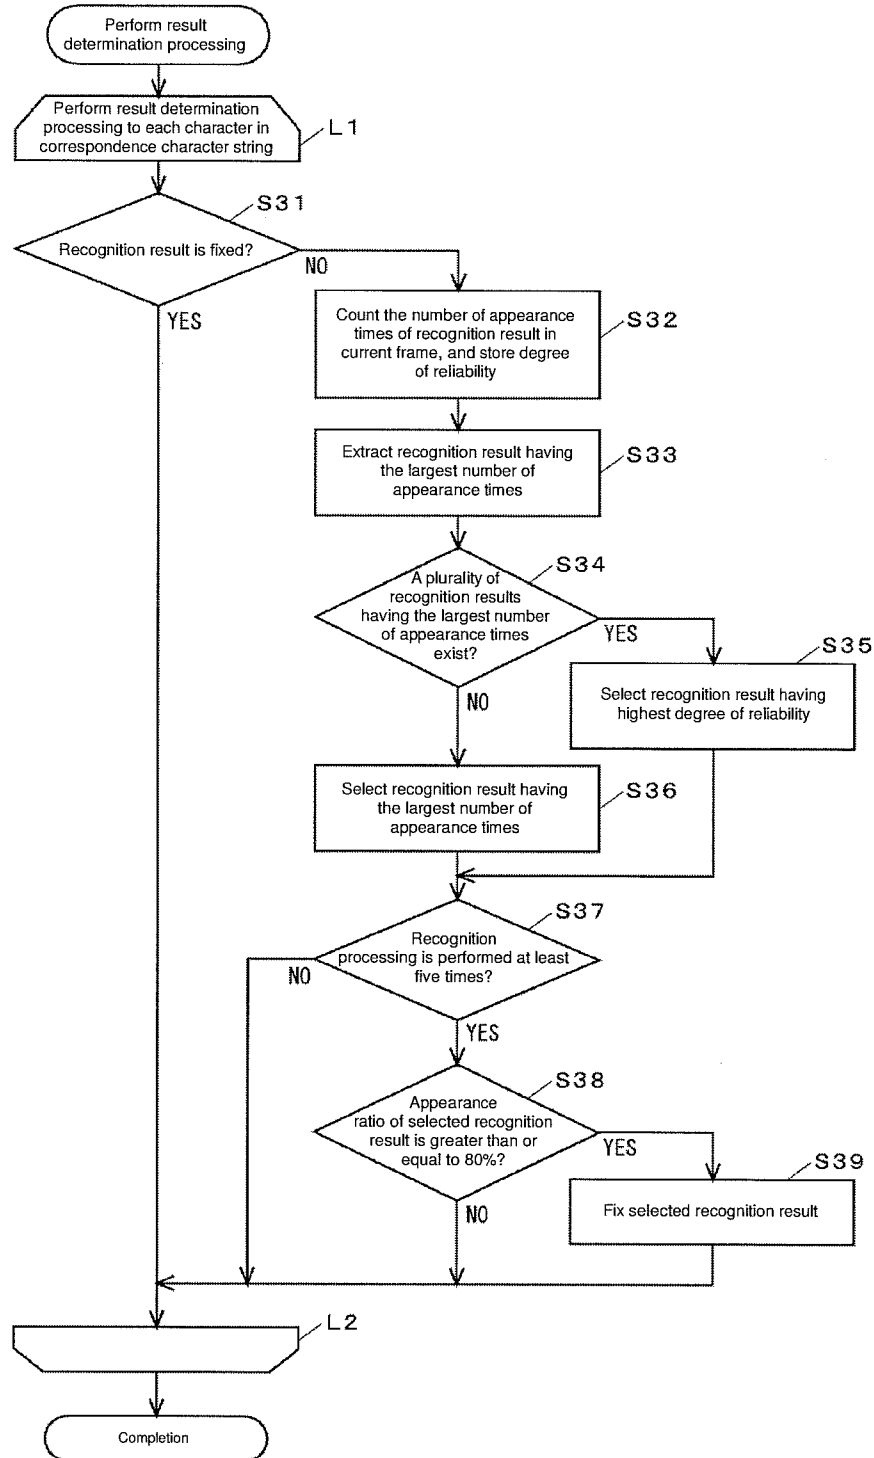 Perform result
determination processing
Perform result determination
processing to each character in
correspondence character string
L1
S31
Recognition result is fixed?
NO
YES
Count the number of appearance
times of recognition result in
current frame, and store degree
of reliability
S32
Extract recognition result having
the largest number of
appearance times
S33
S34
A plurality of
recognition results
having the largest number
of appearance times
exist?
YES
NO
S35
Select recognition result having
highest degree of reliability
Select recognition result having
the largest number of
appearance times
S36
S37
Recognition
processing is performed at least
five times?
NO
YES
S38
Appearance
ratio of selected recognition
result is greater than or
equal to 80%?
YES
NO
S39
Fix selected recognition result
L2
Completion